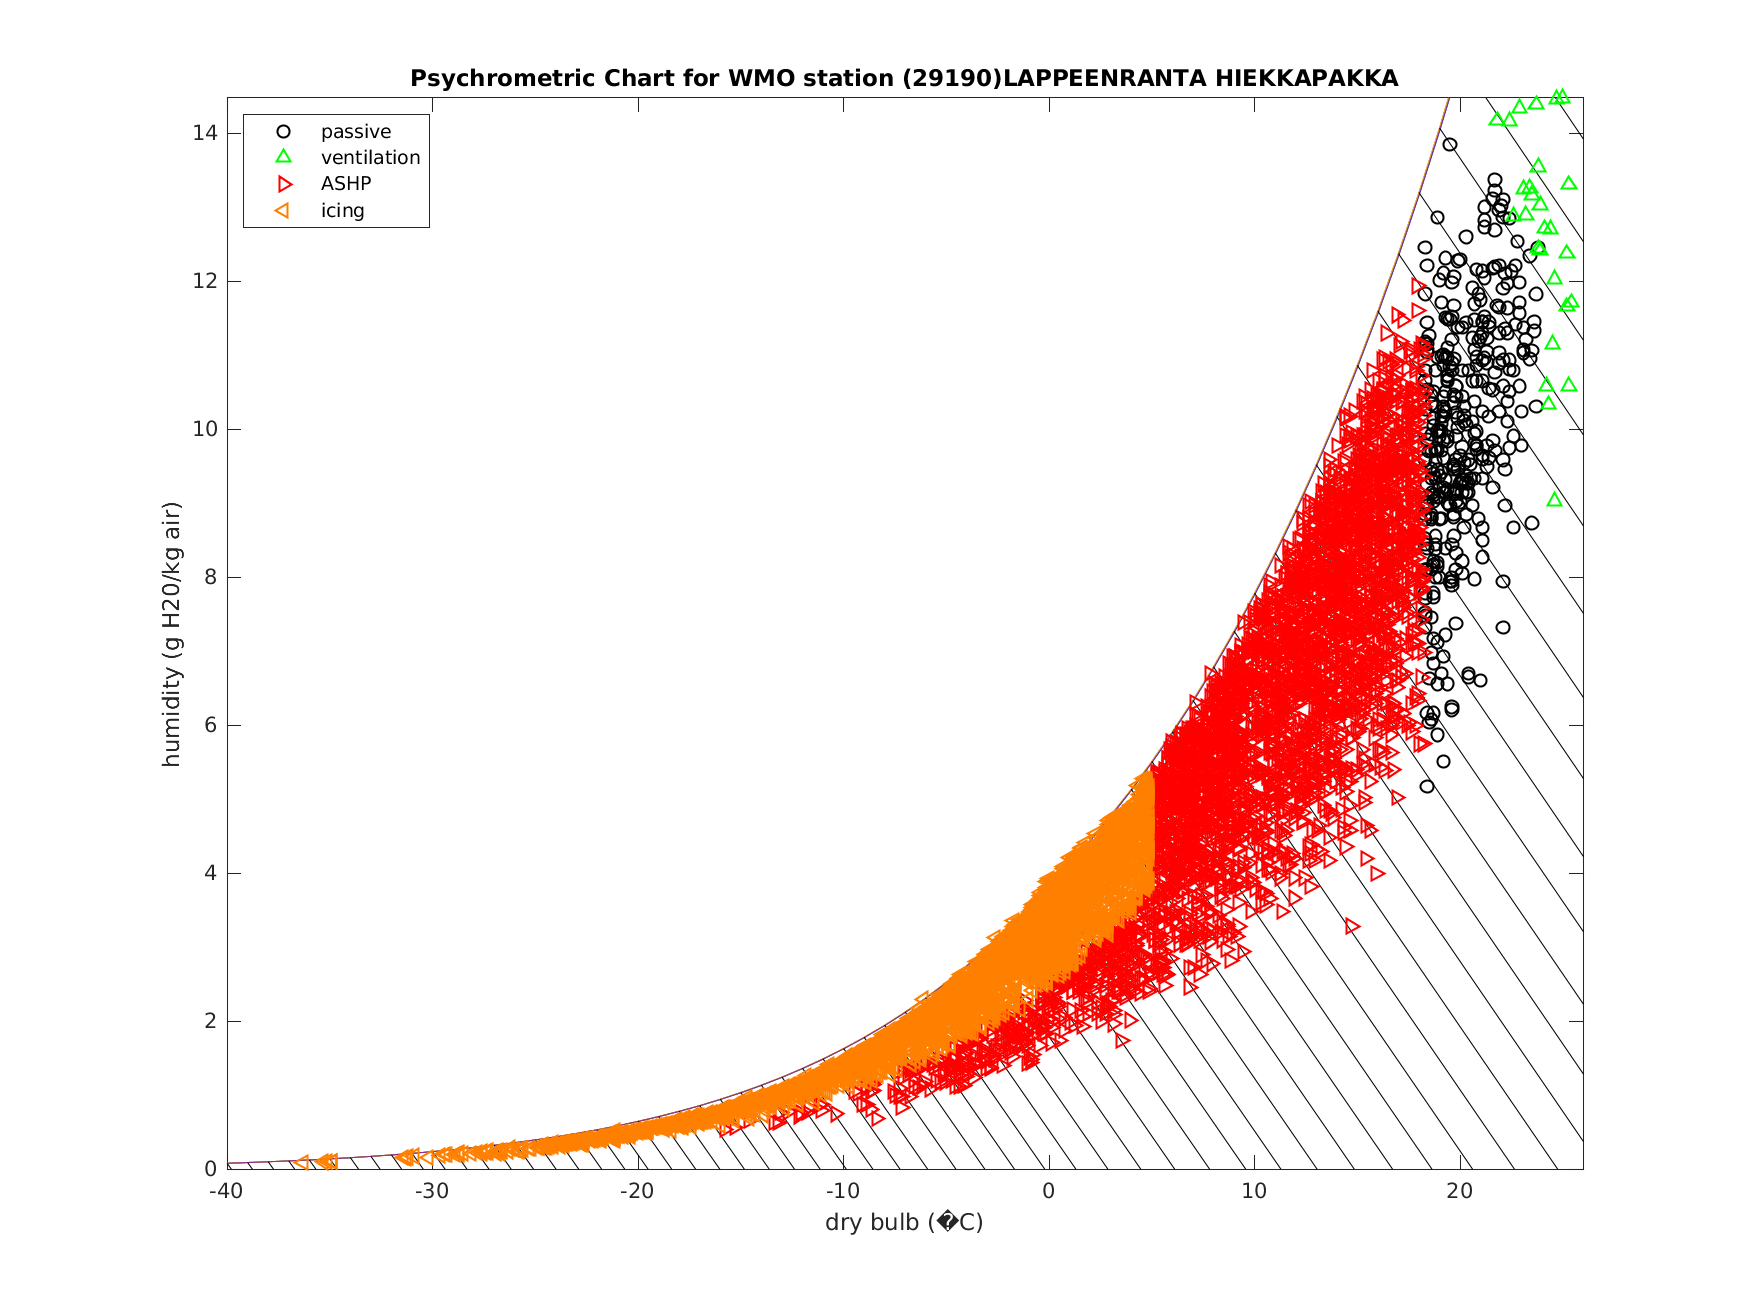 Psychrometric Chart for WMO station (29190)LAPPEENRANTA HIEKKAPAKKA
passive
ventilation
ASHP
icing
14
12
10
8
6
4
2
0
humidity (g H20/kg air)
-40 -30 -20 -10 0 10 20
dry bulb (�C)